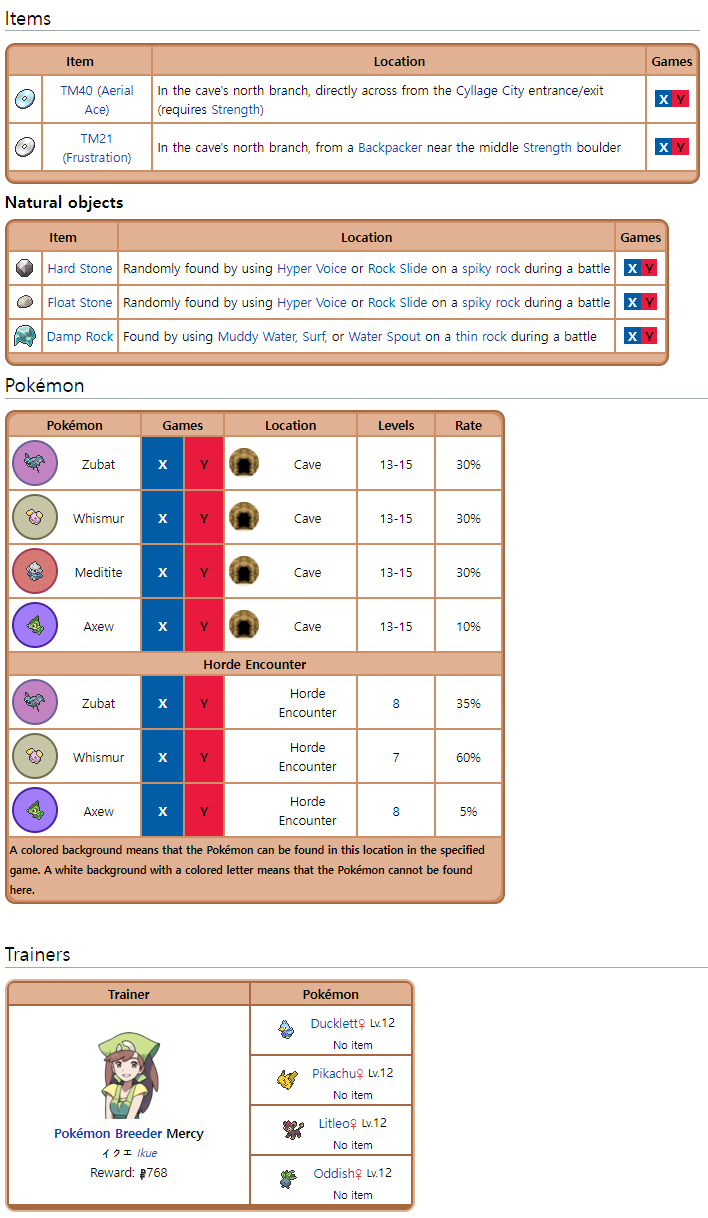 Items
Item Location Games
TM40 (Aerial Ace) In the cave's north branch, directly across from the Cyllage City entrance/exit (requires Strength) X Y
TM21 (Frustration) In the cave's north branch, from a Backpacker near the middle Strength boulder X Y
Natural objects
Item Location Games
Hard Stone Randomly found by using Hyper Voice or Rock Slide on a spiky rock during a battle X Y
Float Stone Randomly found by using Hyper Voice or Rock Slide on a spiky rock during a battle X Y
Damp Rock Found by using Muddy Water, Surf, or Water Spout on a thin rock during a battle X Y
Pokémon
Pokémon Games Location Levels Rate
Zubat X Y Cave 13-15 30%
Whismur X Y Cave 13-15 30%
Meditite X Y Cave 13-15 30%
Axew X Y Cave 13-15 10%
Horde Encounter
Zubat X Y Horde Encounter 8 35%
Whismur X Y Horde Encounter 7 60%
Axew X Y Horde Encounter 8 5%
A colored background means that the Pokémon can be found in this location in the specified
game. A white background with a colored letter means that the Pokémon cannot be found
here.
Trainers
Trainer Pokémon
Pokémon Breeder Mercy
イクエ Ikue
Reward: 768
Ducklett♀ Lv.12
No item
Pikachu♀ Lv.12
No item
Litleo♀ Lv.12
No item
Oddish♀ Lv.12
No item